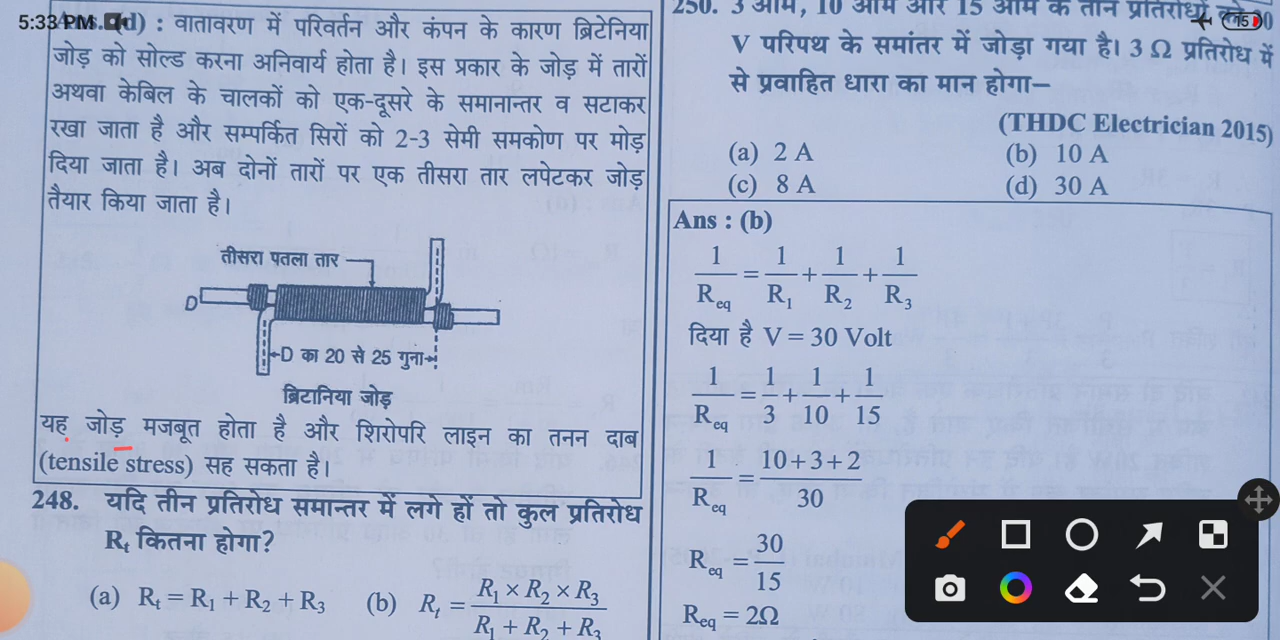 5:33 PM
Ans. (d) : वातावरण में परिवर्तन और कंपन के कारण ब्रिटेनिया
जोड़ को सोल्ड करना अनिवार्य होता है। इस प्रकार के जोड़ में तारों
अथवा केबिल के चालकों को एक-दूसरे के समानान्तर व सटाकर
रखा जाता है और सम्पर्कित सिरों को 2-3 सेमी समकोण पर मोड़
दिया जाता है। अब दोनों तारों पर एक तीसरा तार लपेटकर जोड़
तैयार किया जाता है।
तीसरा पतला तार
D
D का 20 से 25 गुना
ब्रिटानिया जोड़
यह जोड़ मजबूत होता है और शिरोपरि लाइन का तनन दाब
(tensile stress) सह सकता है।
248. यदि तीन प्रतिरोध समान्तर में लगे हों तो कुल प्रतिरोध
Rt कितना होगा?
(a) Rt = R1 + R2 + R3 (b) Rt = R1 × R2 × R3 / R1 + R2 + R3
250. 3 ओम, 10 ओम और 15 ओम के तीन प्रतिरोधों को 30
V परिपथ के समांतर में जोड़ा गया है। 3 Ω प्रतिरोध में
से प्रवाहित धारा का मान होगा–
(THDC Electrician 2015)
(a) 2 A (b) 10 A
(c) 8 A (d) 30 A
Ans : (b)
1/Req = 1/R1 + 1/R2 + 1/R3
दिया है V = 30 Volt
1/Req = 1/3 + 1/10 + 1/15
1/Req = 10+3+2 / 30
Req = 30/15
Req = 2Ω